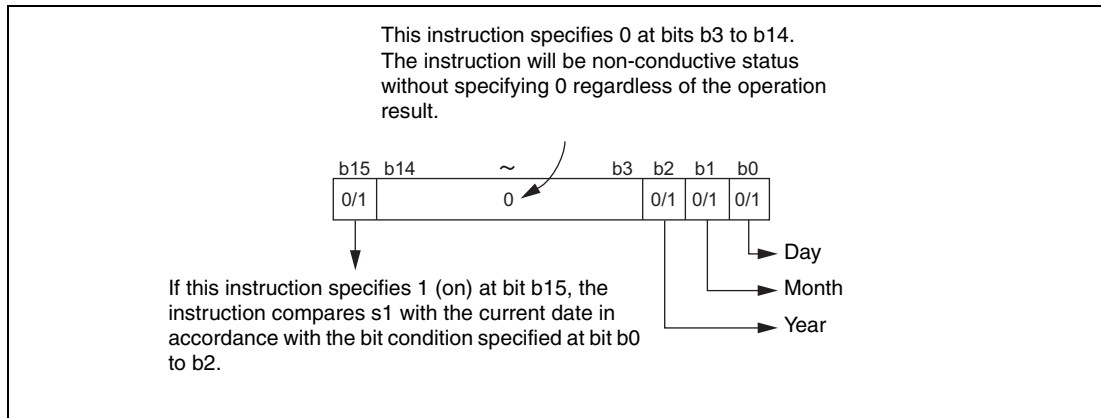 This instruction specifies 0 at bits b3 to b14.
The instruction will be non-conductive status
without specifying 0 regardless of the operation
result.
b15 b14 ~ b3 b2 b1 b0
0/1 0 0/1 0/1 0/1
Day
Month
Year
If this instruction specifies 1 (on) at bit b15, the
instruction compares s1 with the current date in
accordance with the bit condition specified at bit b0
to b2.